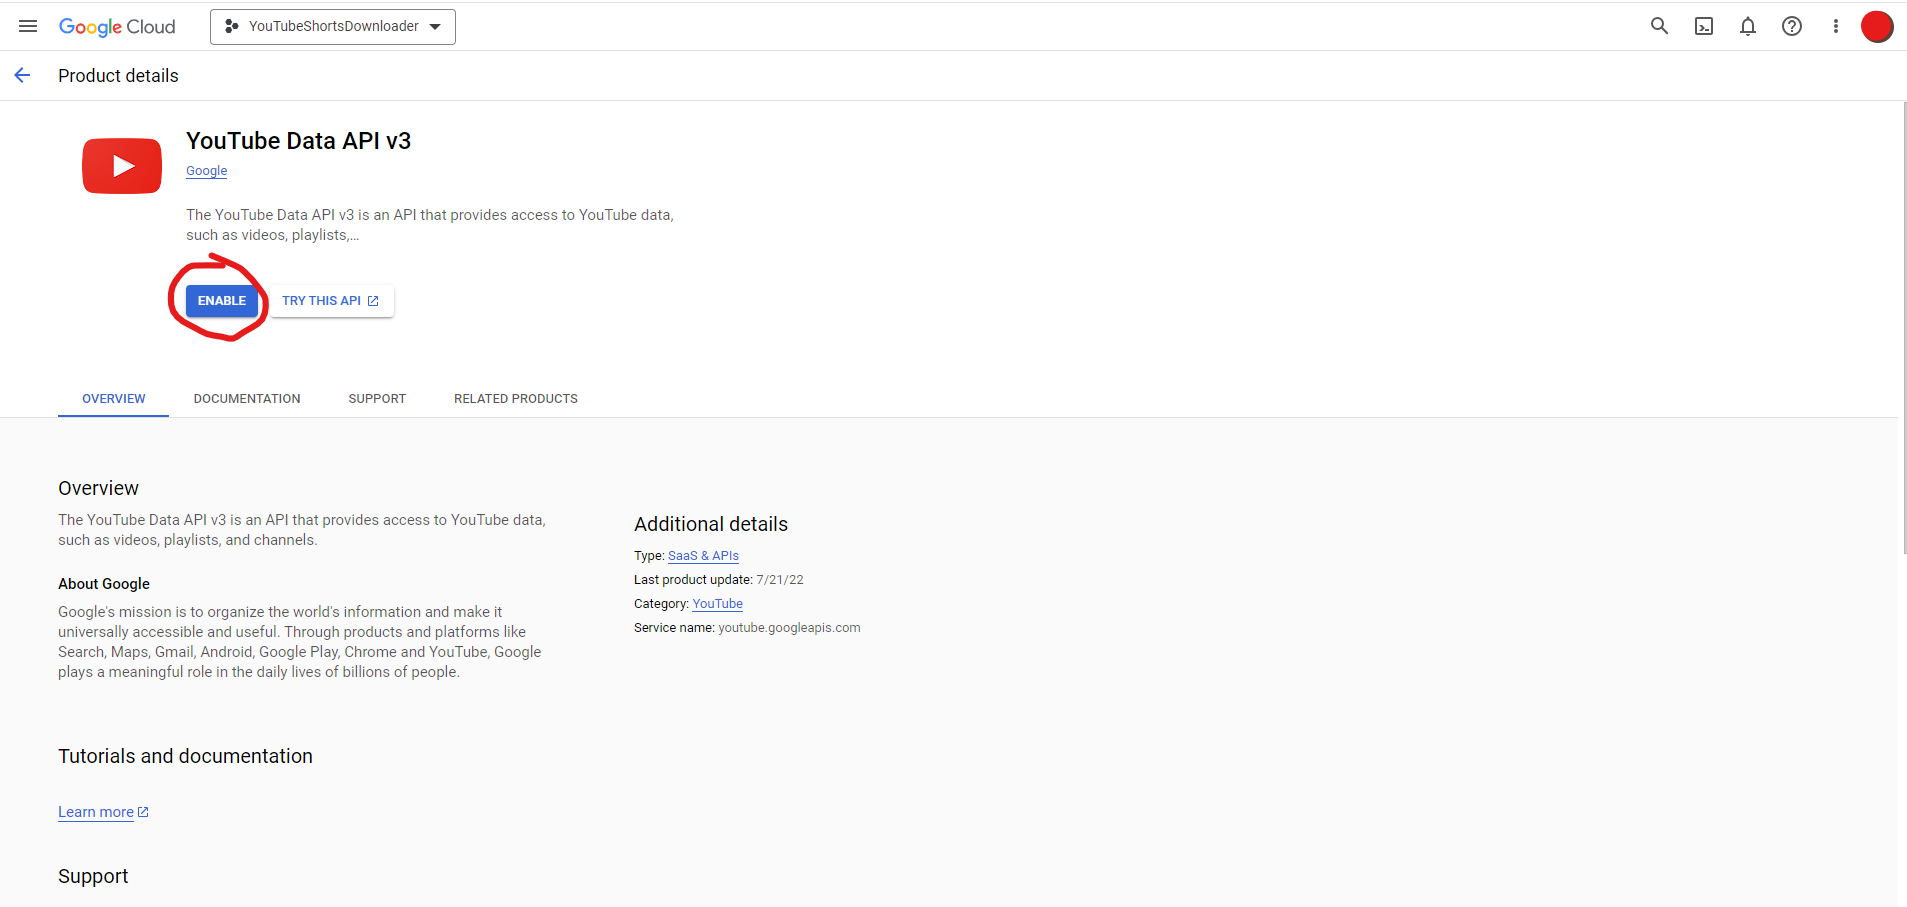 Google Cloud
YouTubeShortsDownloader
Product details
YouTube Data API v3
Google
The YouTube Data API v3 is an API that provides access to YouTube data,
such as videos, playlists,...
ENABLE
TRY THIS API
OVERVIEW
DOCUMENTATION
SUPPORT
RELATED PRODUCTS
Overview
The YouTube Data API v3 is an API that provides access to YouTube data,
such as videos, playlists, and channels.
About Google
Google's mission is to organize the world's information and make it
universally accessible and useful. Through products and platforms like
Search, Maps, Gmail, Android, Google Play, Chrome and YouTube, Google
plays a meaningful role in the daily lives of billions of people.
Additional details
Type: SaaS & APIs
Last product update: 7/21/22
Category: YouTube
Service name: youtube.googleapis.com
Tutorials and documentation
Learn more
Support